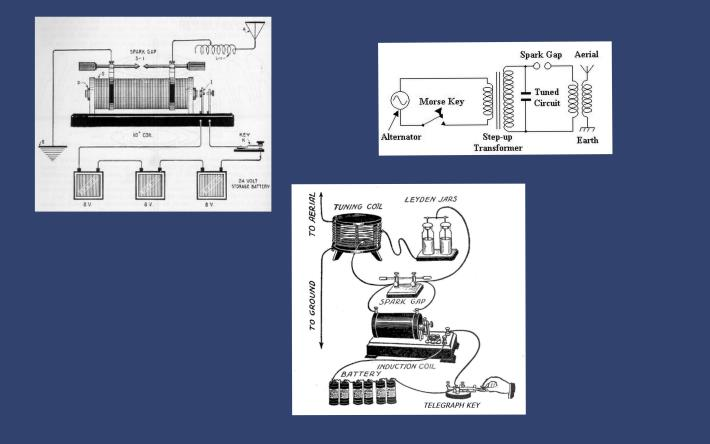 SPARK GAP
S-1
10" COIL
KEY
K
24 VOLT
STORAGE BATTERY
8 V.
8 V.
Spark Gap Aerial
Morse Key
Tuned
Circuit
Alternator
Step-up
Transformer
Earth
TO AERIAL
TUNING COIL
LEYDEN JARS
SPARK GAP
TO GROUND
INDUCTION COIL
BATTERY
TELEGRAPH KEY